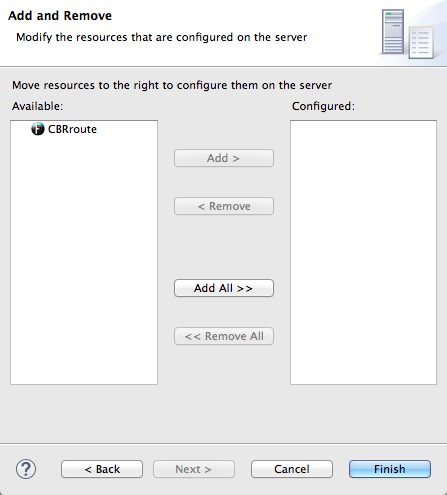 Add and Remove
Modify the resources that are configured on the server
Move resources to the right to configure them on the server
Available:
Configured:
F CBRroute
Add >
< Remove
Add All >>
<< Remove All
? < Back Next > Cancel Finish